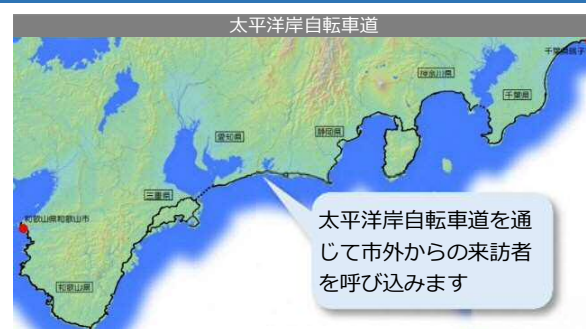 太平洋岸自転車道
千葉県銚子
神奈川県
千葉県
静岡県
愛知県
三重県
和歌山県和歌山市
和歌山県
太平洋岸自転車道を通
じて市外からの来訪者
を呼び込みます